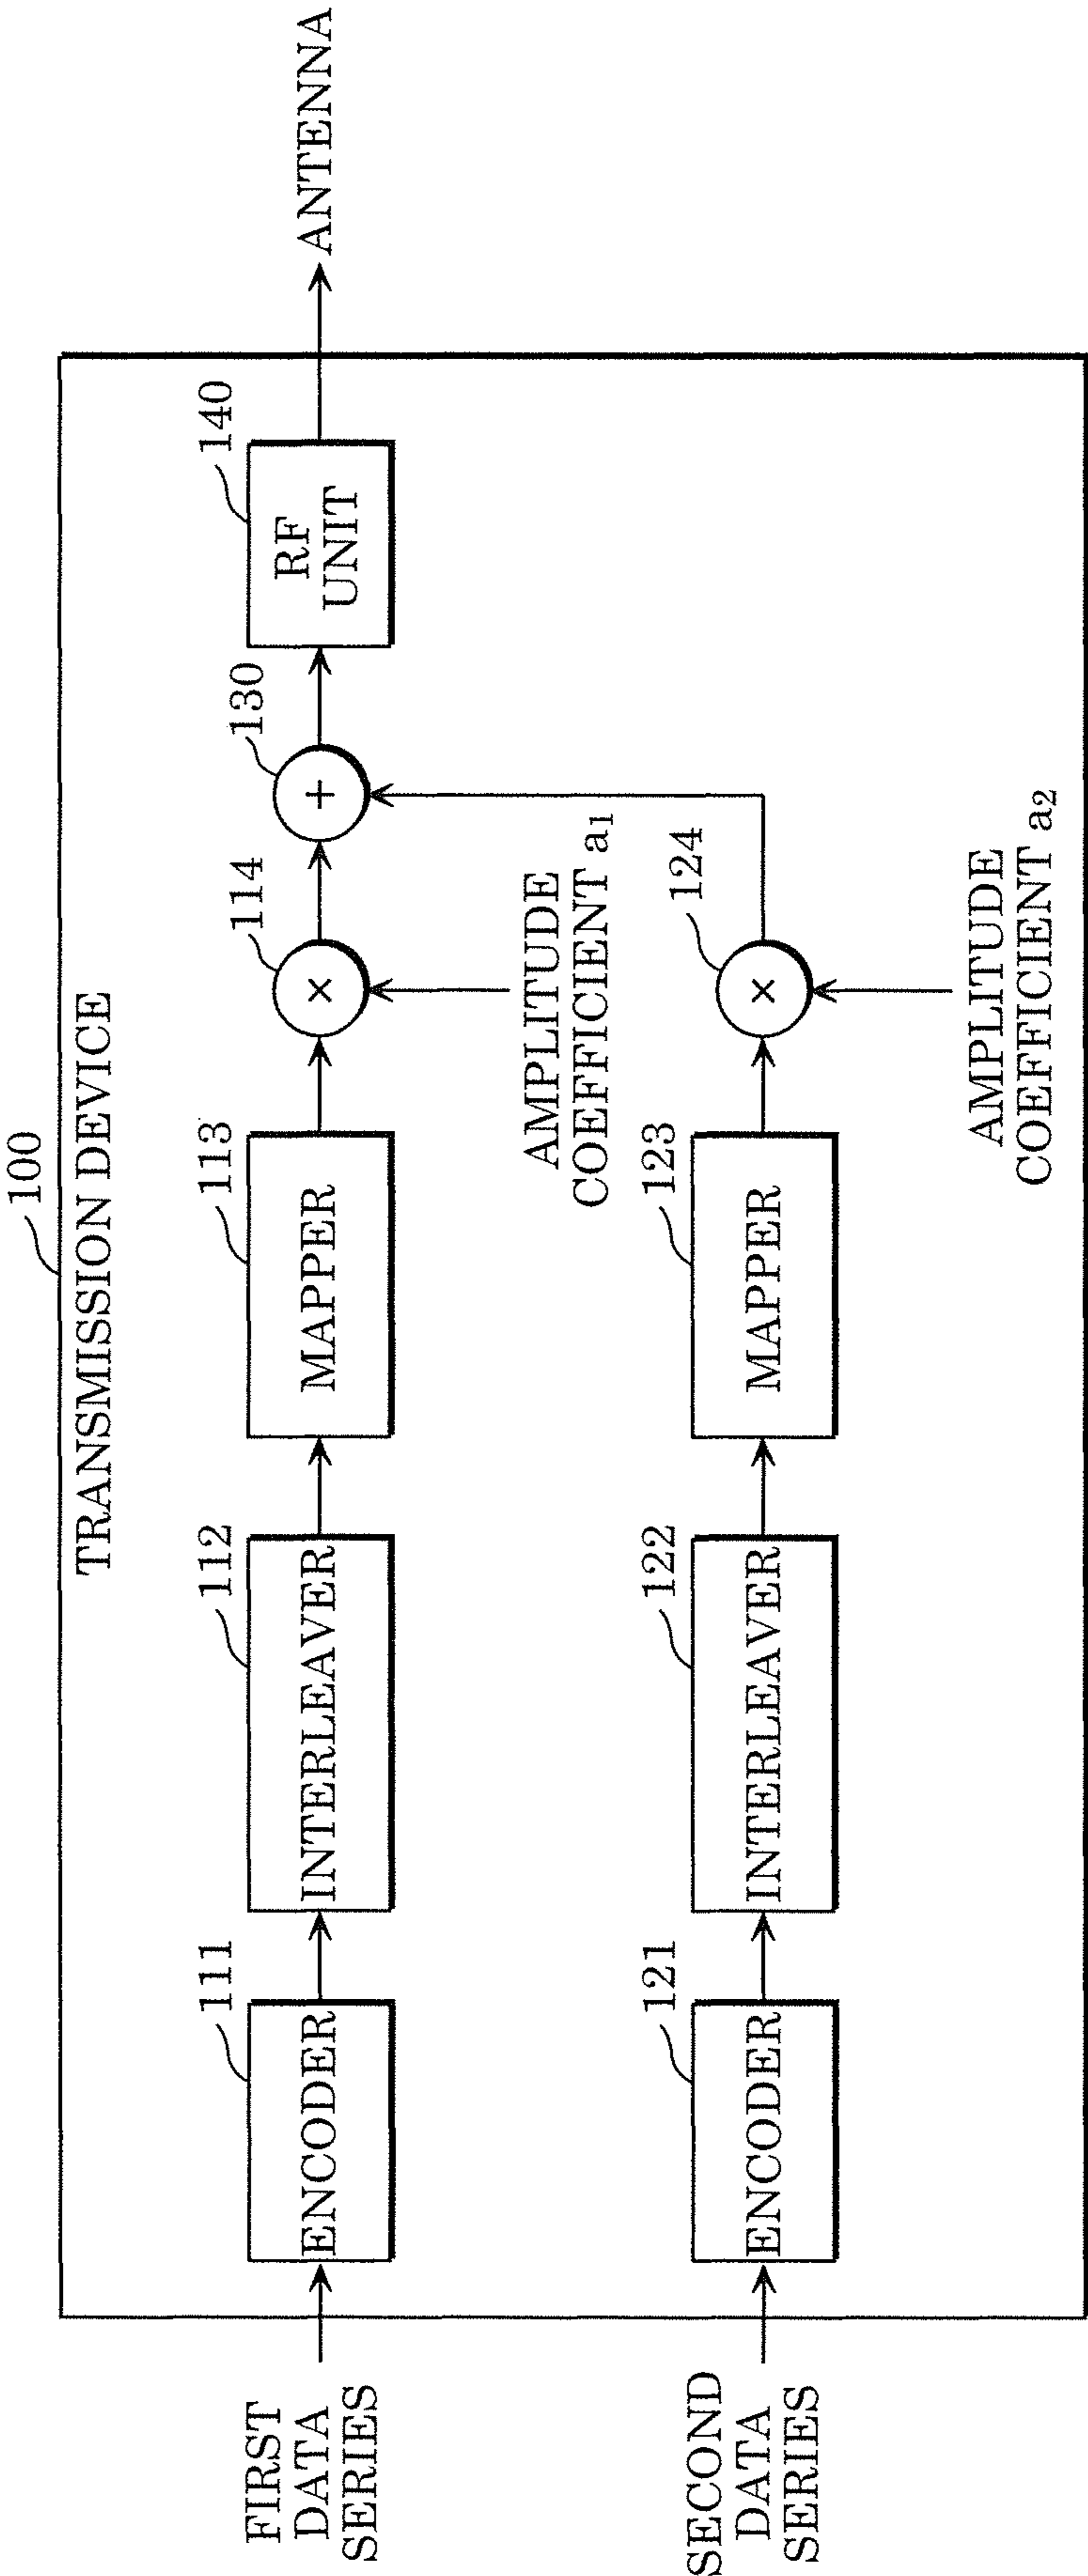 100
TRANSMISSION DEVICE
FIRST
DATA
SERIES
111
ENCODER
112
INTERLEAVER
113
MAPPER
114
×
AMPLITUDE
COEFFICIENT a1
130
+
140
RF
UNIT
ANTENNA
SECOND
DATA
SERIES
121
ENCODER
122
INTERLEAVER
123
MAPPER
124
×
AMPLITUDE
COEFFICIENT a2